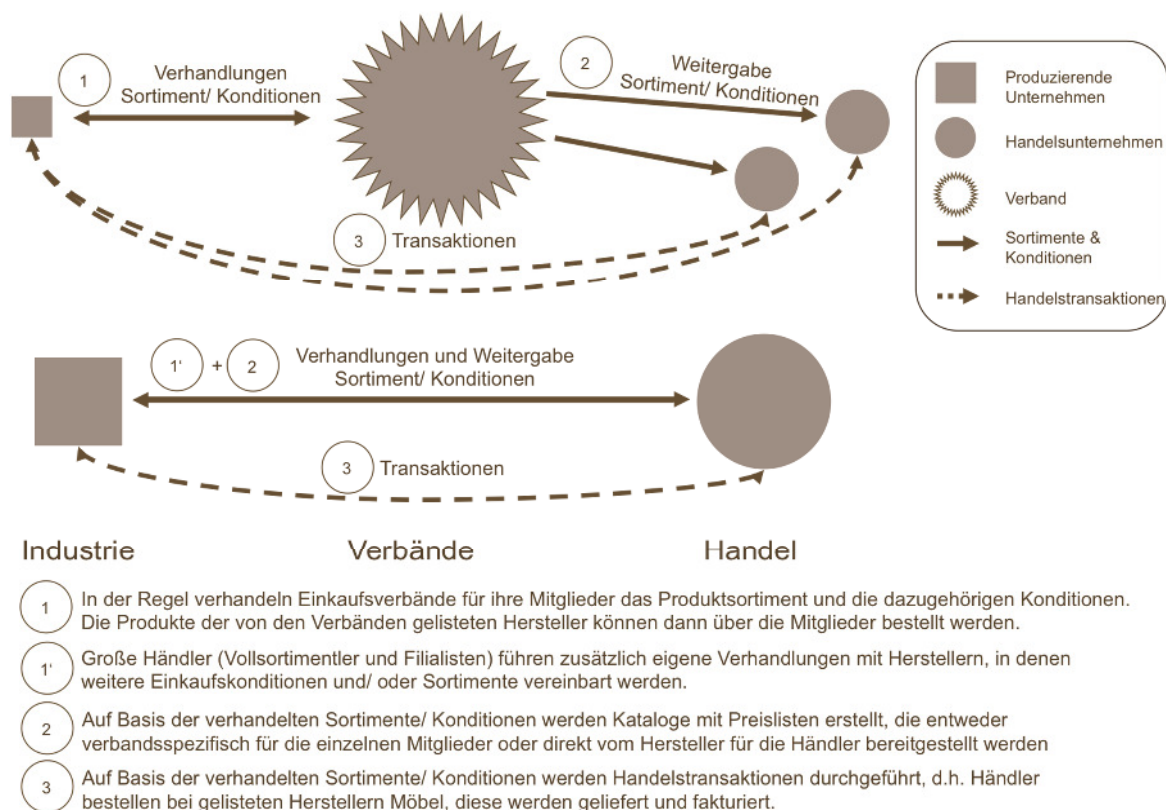 1
Verhandlungen
Sortiment/ Konditionen
2
Weitergabe
Sortiment/ Konditionen
3 Transaktionen
Produzierende
Unternehmen
Handelsunternehmen
Verband
Sortimente &
Konditionen
Handelstransaktionen
1' + 2
Verhandlungen und Weitergabe
Sortiment/ Konditionen
3 Transaktionen
Industrie Verbände Handel
1 In der Regel verhandeln Einkaufsverbände für ihre Mitglieder das Produktsortiment und die dazugehörigen Konditionen.
Die Produkte der von den Verbänden gelisteten Hersteller können dann über die Mitglieder bestellt werden.
1' Große Händler (Vollsortimentler und Filialisten) führen zusätzlich eigene Verhandlungen mit Herstellern, in denen
weitere Einkaufskonditionen und/ oder Sortimente vereinbart werden.
2 Auf Basis der verhandelten Sortimente/ Konditionen werden Kataloge mit Preislisten erstellt, die entweder
verbandsspezifisch für die einzelnen Mitglieder oder direkt vom Hersteller für die Händler bereitgestellt werden
3 Auf Basis der verhandelten Sortimente/ Konditionen werden Handelstransaktionen durchgeführt, d.h. Händler
bestellen bei gelisteten Herstellern Möbel, diese werden geliefert und fakturiert.